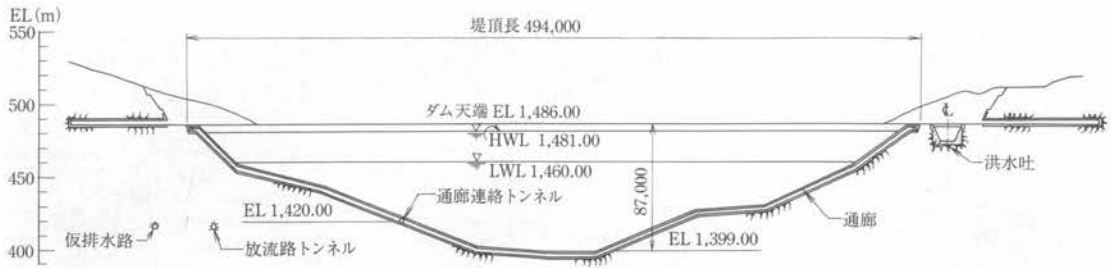 EL(m)
550
500
450
400
堤頂長 494,000
ダム天端 EL 1,486.00
HWL 1,481.00
LWL 1,460.00
87,000
℄
洪水吐
通廊連絡トンネル
EL 1,420.00
通廊
EL 1,399.00
仮排水路
放流路トンネル